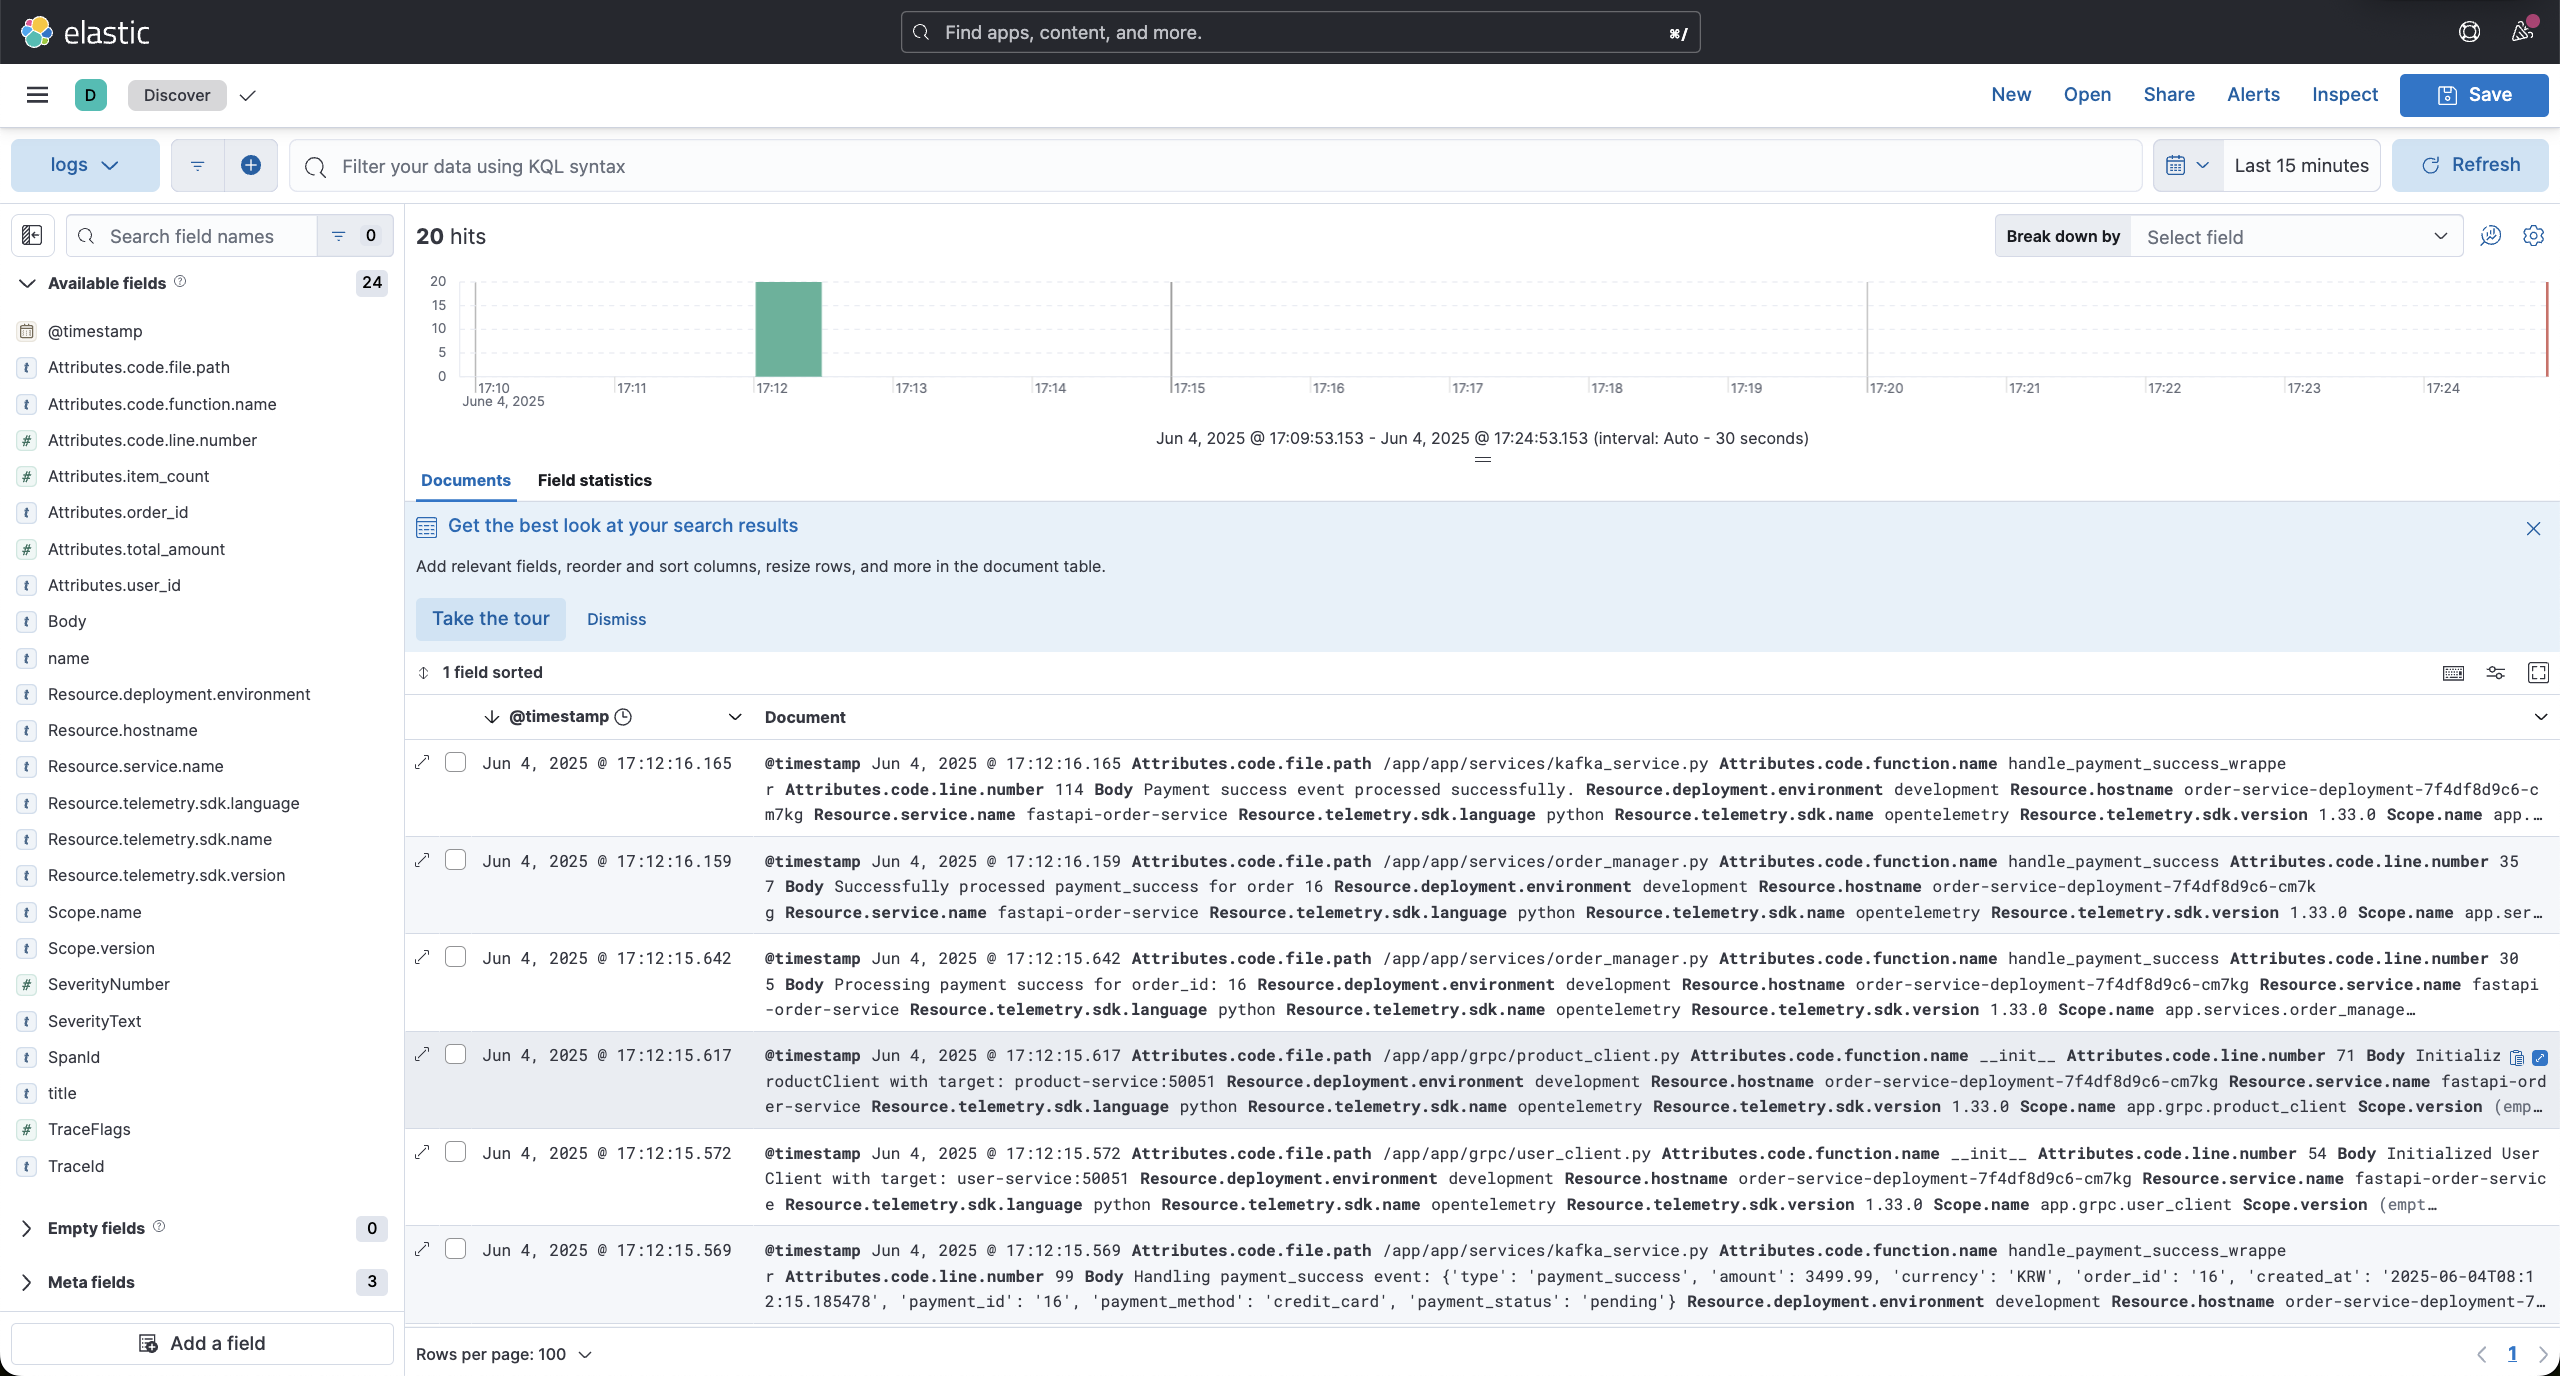 elastic
Find apps, content, and more.
⌘/
D
Discover
New
Open
Share
Alerts
Inspect
Save
logs
Filter your data using KQL syntax
Last 15 minutes
Refresh
Search field names
0
Available fields
24
@timestamp
Attributes.code.file.path
Attributes.code.function.name
Attributes.code.line.number
Attributes.item_count
Attributes.order_id
Attributes.total_amount
Attributes.user_id
Body
name
Resource.deployment.environment
Resource.hostname
Resource.service.name
Resource.telemetry.sdk.language
Resource.telemetry.sdk.name
Resource.telemetry.sdk.version
Scope.name
Scope.version
SeverityNumber
SeverityText
SpanId
title
TraceFlags
TraceId
Empty fields
0
Meta fields
3
Add a field
20 hits
Break down by
Select field
20
15
10
5
0
17:10
17:11
17:12
17:13
17:14
17:15
17:16
17:17
17:18
17:19
17:20
17:21
17:22
17:23
17:24
June 4, 2025
Jun 4, 2025 @ 17:09:53.153 - Jun 4, 2025 @ 17:24:53.153 (interval: Auto - 30 seconds)
Documents
Field statistics
Get the best look at your search results
Add relevant fields, reorder and sort columns, resize rows, and more in the document table.
Take the tour
Dismiss
1 field sorted
@timestamp
Document
Jun 4, 2025 @ 17:12:16.165
@timestamp Jun 4, 2025 @ 17:12:16.165 Attributes.code.file.path /app/app/services/kafka_service.py Attributes.code.function.name handle_payment_success_wrappe
r Attributes.code.line.number 114 Body Payment success event processed successfully. Resource.deployment.environment development Resource.hostname order-service-deployment-7f4df8d9c6-c
m7kg Resource.service.name fastapi-order-service Resource.telemetry.sdk.language python Resource.telemetry.sdk.name opentelemetry Resource.telemetry.sdk.version 1.33.0 Scope.name app.…
Jun 4, 2025 @ 17:12:16.159
@timestamp Jun 4, 2025 @ 17:12:16.159 Attributes.code.file.path /app/app/services/order_manager.py Attributes.code.function.name handle_payment_success Attributes.code.line.number 35
7 Body Successfully processed payment_success for order 16 Resource.deployment.environment development Resource.hostname order-service-deployment-7f4df8d9c6-cm7k
g Resource.service.name fastapi-order-service Resource.telemetry.sdk.language python Resource.telemetry.sdk.name opentelemetry Resource.telemetry.sdk.version 1.33.0 Scope.name app.ser…
Jun 4, 2025 @ 17:12:15.642
@timestamp Jun 4, 2025 @ 17:12:15.642 Attributes.code.file.path /app/app/services/order_manager.py Attributes.code.function.name handle_payment_success Attributes.code.line.number 30
5 Body Processing payment success for order_id: 16 Resource.deployment.environment development Resource.hostname order-service-deployment-7f4df8d9c6-cm7kg Resource.service.name fastapi
-order-service Resource.telemetry.sdk.language python Resource.telemetry.sdk.name opentelemetry Resource.telemetry.sdk.version 1.33.0 Scope.name app.services.order_manage…
Jun 4, 2025 @ 17:12:15.617
@timestamp Jun 4, 2025 @ 17:12:15.617 Attributes.code.file.path /app/app/grpc/product_client.py Attributes.code.function.name __init__ Attributes.code.line.number 71 Body Initializ
roductClient with target: product-service:50051 Resource.deployment.environment development Resource.hostname order-service-deployment-7f4df8d9c6-cm7kg Resource.service.name fastapi-ord
er-service Resource.telemetry.sdk.language python Resource.telemetry.sdk.name opentelemetry Resource.telemetry.sdk.version 1.33.0 Scope.name app.grpc.product_client Scope.version (emp…
Jun 4, 2025 @ 17:12:15.572
@timestamp Jun 4, 2025 @ 17:12:15.572 Attributes.code.file.path /app/app/grpc/user_client.py Attributes.code.function.name __init__ Attributes.code.line.number 54 Body Initialized User
Client with target: user-service:50051 Resource.deployment.environment development Resource.hostname order-service-deployment-7f4df8d9c6-cm7kg Resource.service.name fastapi-order-servic
e Resource.telemetry.sdk.language python Resource.telemetry.sdk.name opentelemetry Resource.telemetry.sdk.version 1.33.0 Scope.name app.grpc.user_client Scope.version (empt…
Jun 4, 2025 @ 17:12:15.569
@timestamp Jun 4, 2025 @ 17:12:15.569 Attributes.code.file.path /app/app/services/kafka_service.py Attributes.code.function.name handle_payment_success_wrappe
r Attributes.code.line.number 99 Body Handling payment_success event: {'type': 'payment_success', 'amount': 3499.99, 'currency': 'KRW', 'order_id': '16', 'created_at': '2025-06-04T08:1
2:15.185478', 'payment_id': '16', 'payment_method': 'credit_card', 'payment_status': 'pending'} Resource.deployment.environment development Resource.hostname order-service-deployment-7…
Rows per page: 100
1